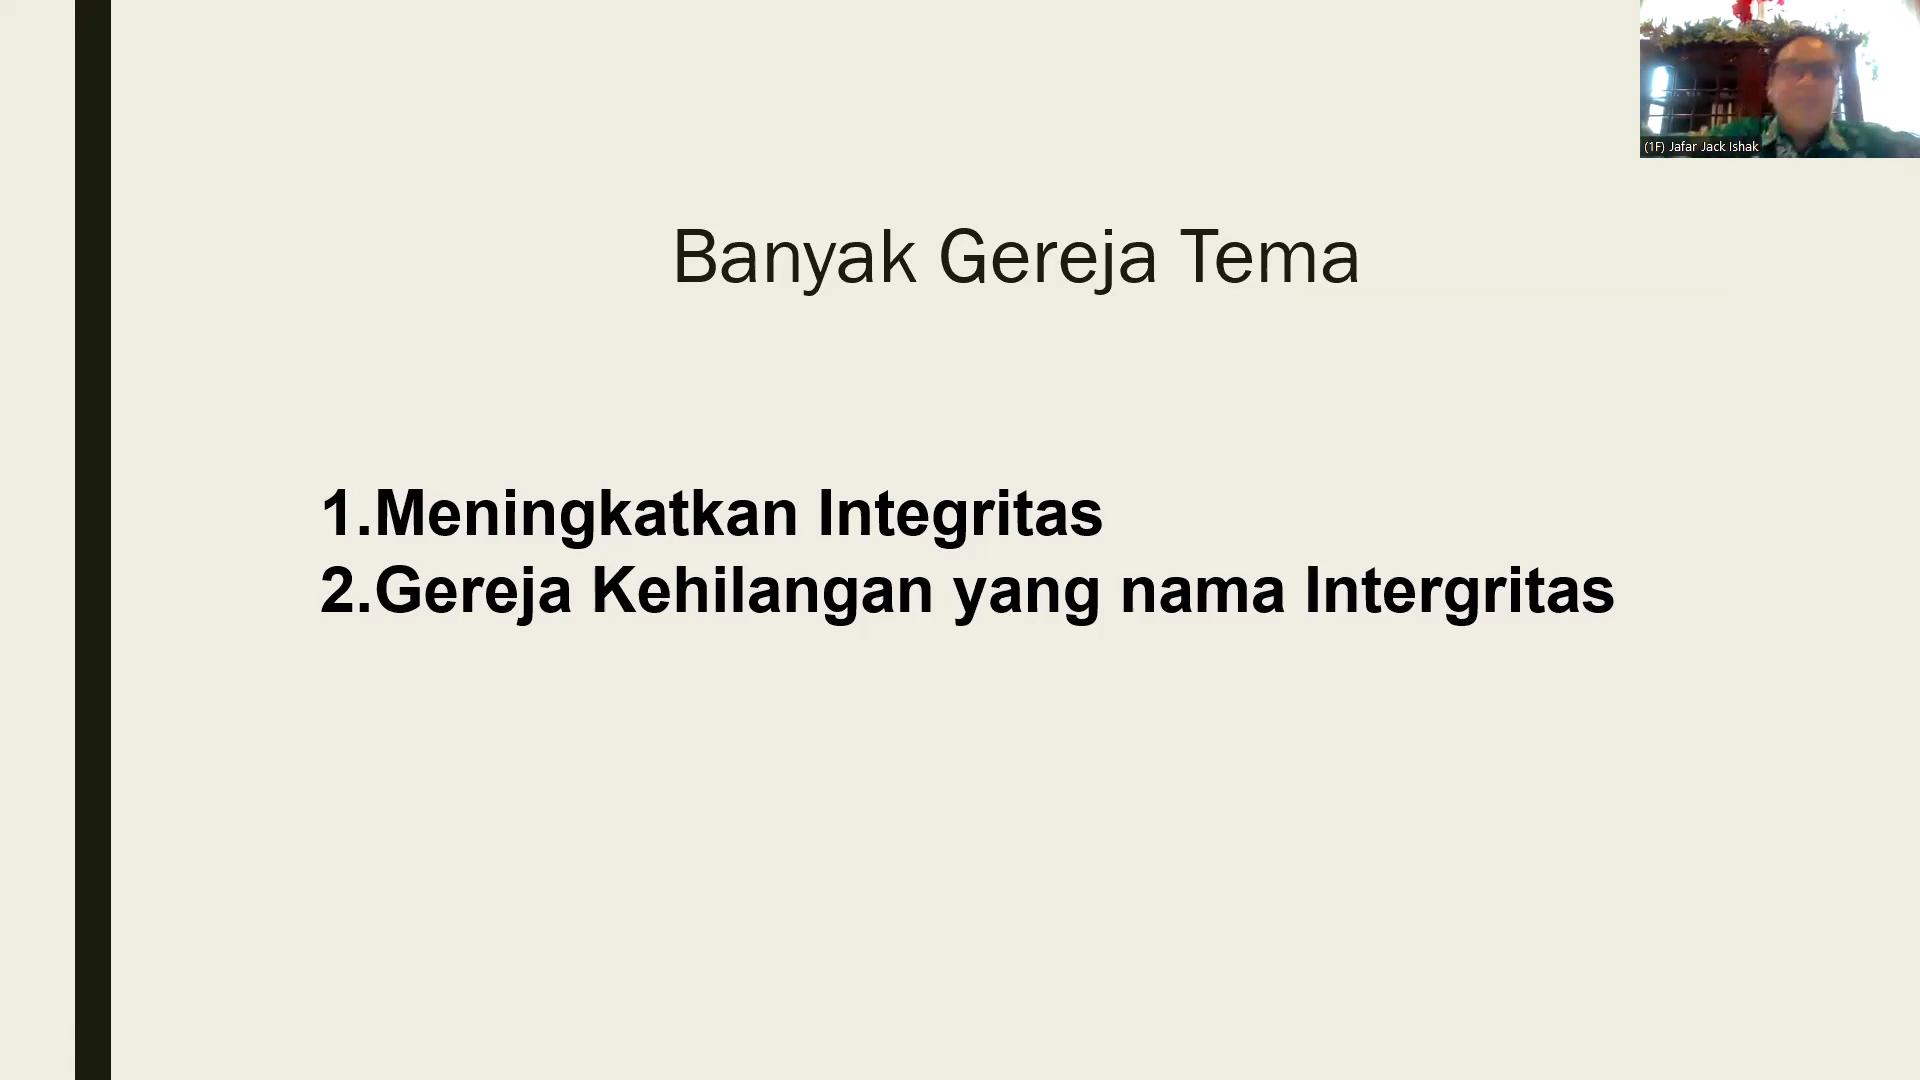 (1F) Jafar Jack Ishak
Banyak Gereja Tema
1.Meningkatkan Integritas
2.Gereja Kehilangan yang nama Intergritas